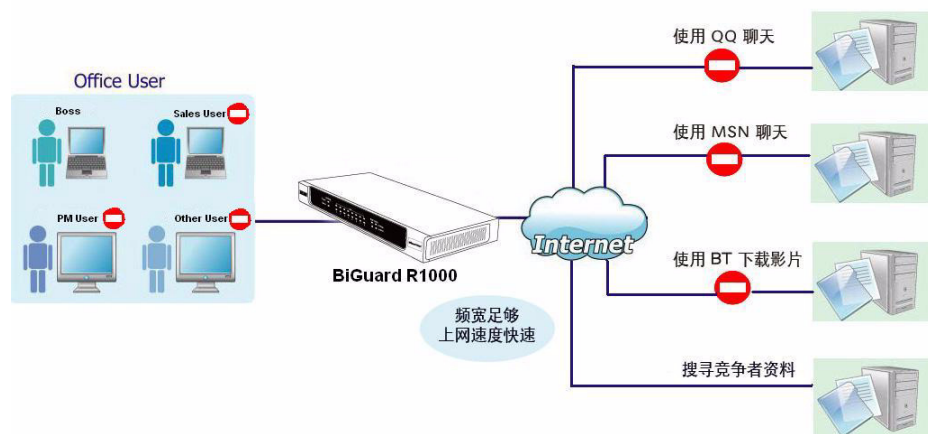 Office User
Boss
Sales User
PM User
Other User
BiGuard R1000
Internet
频宽足够
上网速度快速
使用 QQ 聊天
使用 MSN 聊天
使用 BT 下载影片
搜寻竞争者资料